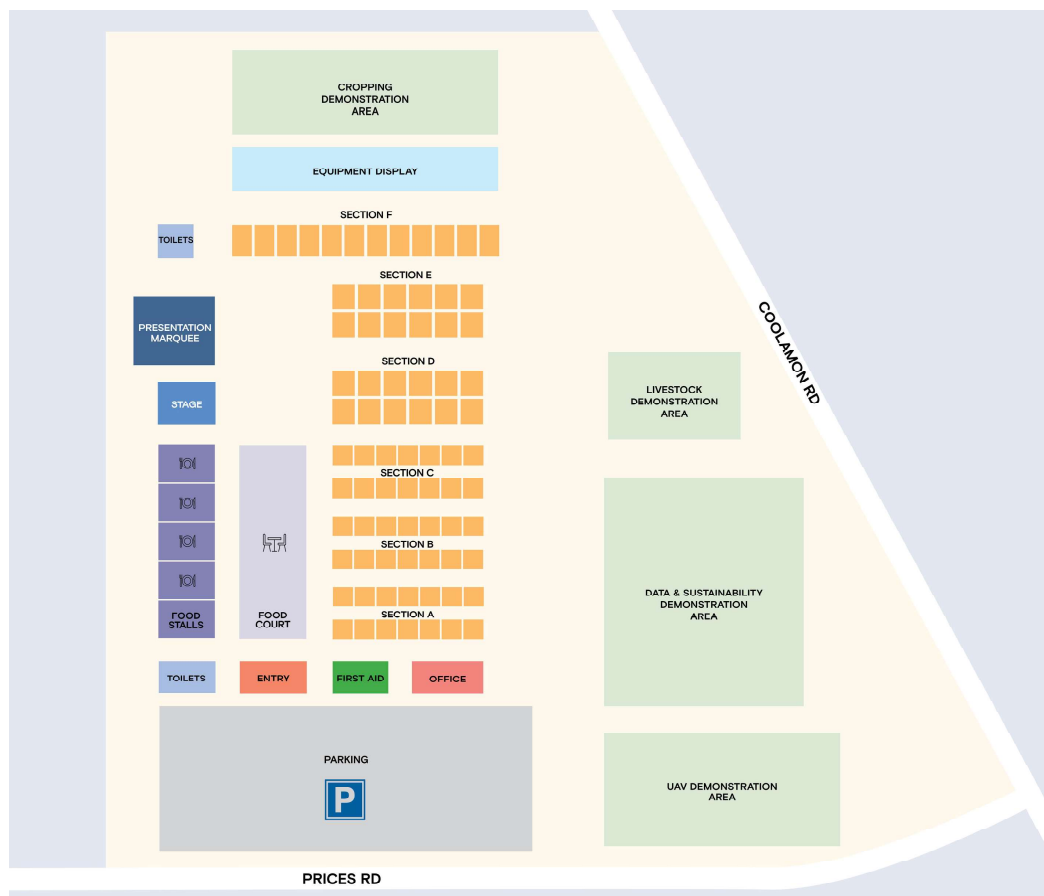 CROPPING
DEMONSTRATION
AREA
EQUIPMENT DISPLAY
SECTION F
TOILETS
SECTION E
PRESENTATION
MARQUEE
COOLAMON RD
SECTION D
LIVESTOCK
DEMONSTRATION
AREA
STAGE
SECTION C
SECTION B
DATA & SUSTAINABILITY
DEMONSTRATION
AREA
FOOD
STALLS
FOOD
COURT
SECTION A
TOILETS
ENTRY
FIRST AID
OFFICE
PARKING
P
UAV DEMONSTRATION
AREA
PRICES RD